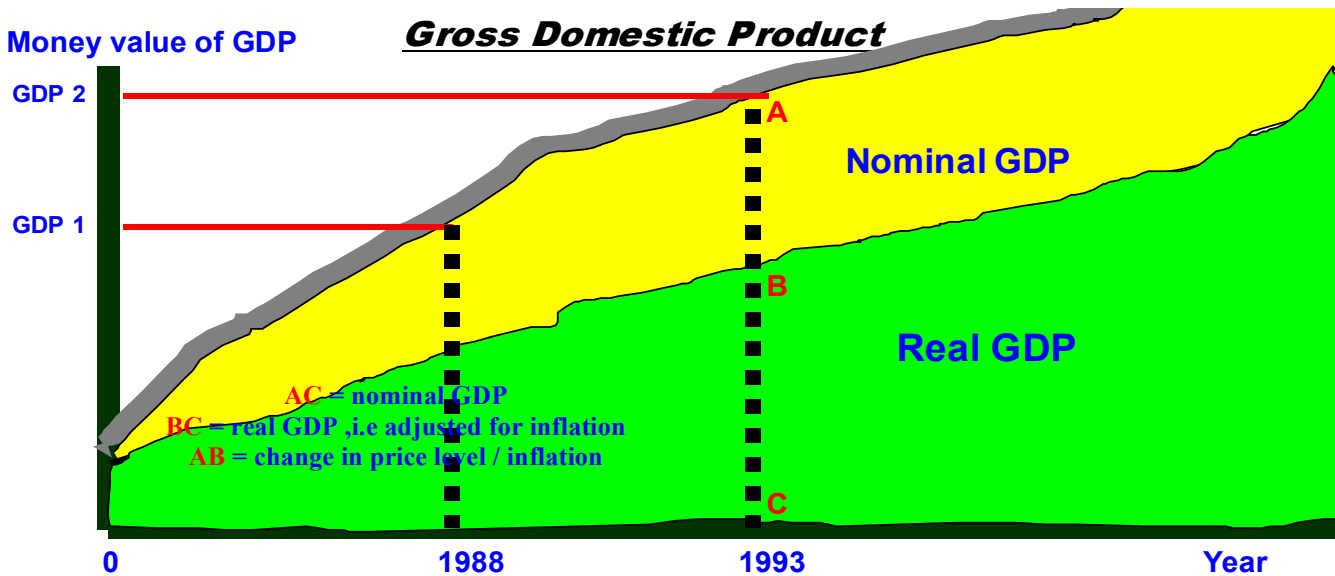 Gross Domestic Product
Money value of GDP
GDP 2
A
Nominal GDP
GDP 1
B
Real GDP
AC = nominal GDP
BC = real GDP ,i.e adjusted for inflation
AB = change in price level / inflation
C
0 1988 1993 Year